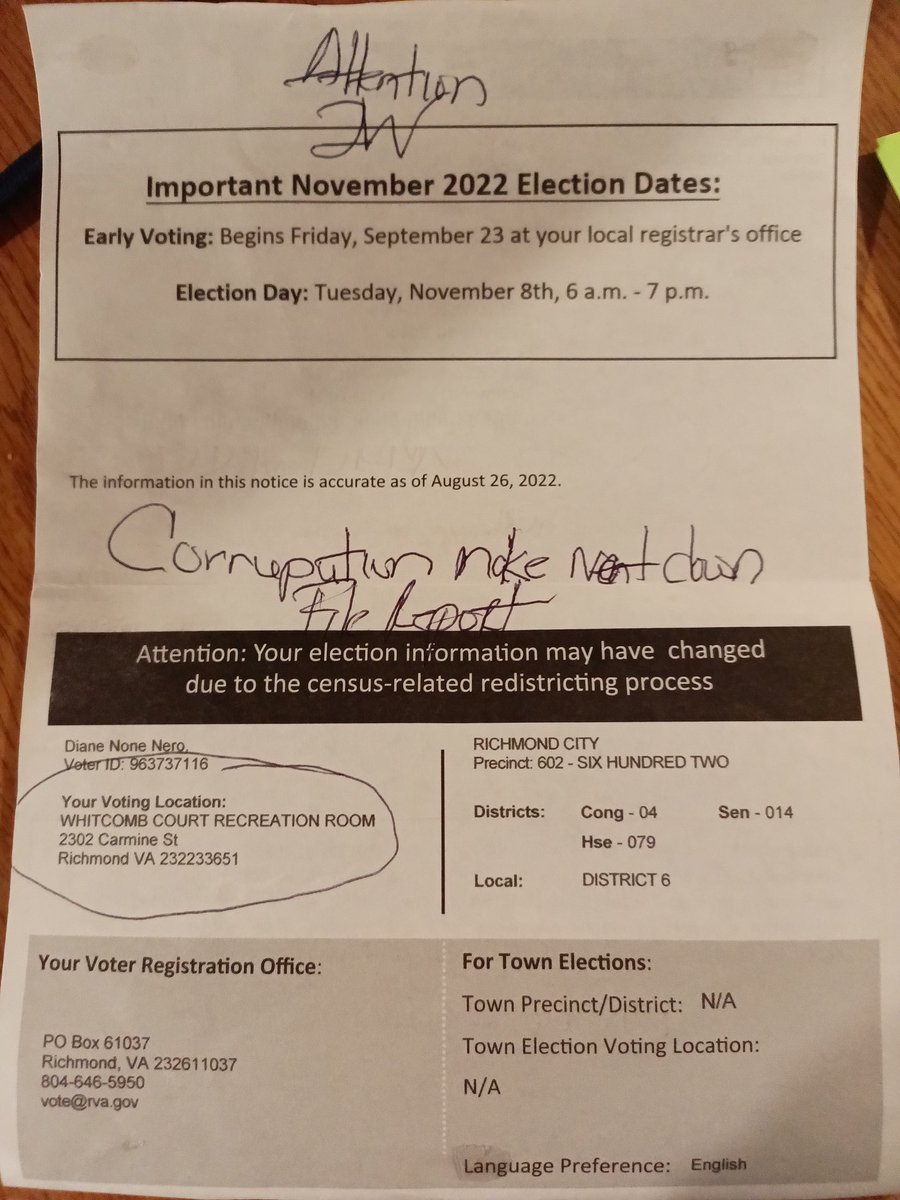 Attention
JW
Important November 2022 Election Dates:
Early Voting: Begins Friday, September 23 at your local registrar's office
Election Day: Tuesday, November 8th, 6 a.m. - 7 p.m.
The information in this notice is accurate as of August 26, 2022.
Corrupation make
File Report
Attention: Your election information may have changed
due to the census-related redistricting process
Diane None Nero,
Voter ID: 963737116
Your Voting Location:
WHITCOMB COURT RECREATION ROOM
2302 Carmine St
Richmond VA 232233651
RICHMOND CITY
Precinct: 602 - SIX HUNDRED TWO
Districts: Cong - 04 Sen - 014
Hse - 079
Local: DISTRICT 6
Your Voter Registration Office:
PO Box 61037
Richmond, VA 232611037
804-646-5950
vote@rva.gov
For Town Elections:
Town Precinct/District: N/A
Town Election Voting Location:
N/A
Language Preference: English